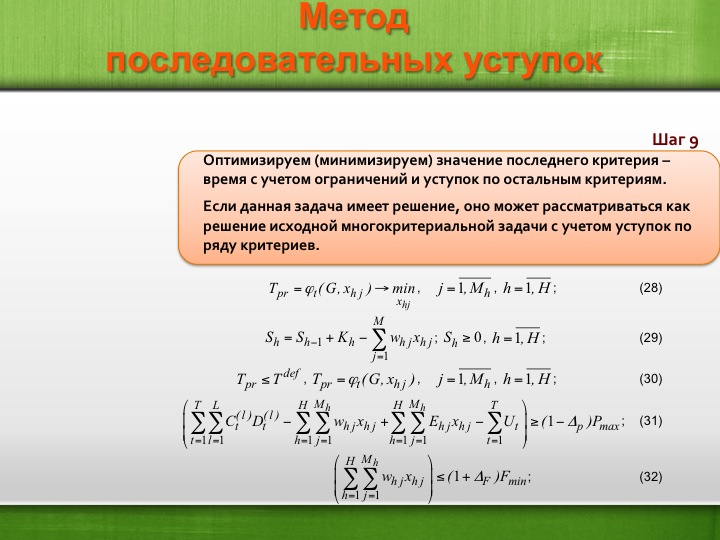 Метод
последовательных уступок
Шаг 9
Оптимизируем (минимизируем) значение последнего критерия –
время с учетом ограничений и уступок по остальным критериям.
Если данная задача имеет решение, оно может рассматриваться как
решение исходной многокритериальной задачи с учетом уступок по
ряду критериев.
$T_{pr} = \varphi_t(G, x_{hj}) \to \min_{x_{hj}}, \quad j = \overline{1, M_h}, \; h = \overline{1, H};$ (28)
$S_h = S_{h-1} + K_h - \sum_{j=1}^{M} w_{hj} x_{hj}; \; S_h \geq 0, \; h = \overline{1, H};$ (29)
$T_{pr} \leq T^{def}, \; T_{pr} = \varphi_t(G, x_{hj}), \quad j = \overline{1, M_h}, \; h = \overline{1, H};$ (30)
$\left( \sum_{t=1}^{T} \sum_{l=1}^{L} C_t^{(l)} D_t^{(l)} - \sum_{h=1}^{H} \sum_{j=1}^{M_h} w_{hj} x_{hj} + \sum_{h=1}^{H} \sum_{j=1}^{M_h} E_{hj} x_{hj} - \sum_{t=1}^{T} U_t \right) \geq (1 - \Delta_p) P_{max};$ (31)
$\left( \sum_{h=1}^{H} \sum_{j=1}^{M_h} w_{hj} x_{hj} \right) \leq (1 + \Delta_F) F_{min};$ (32)